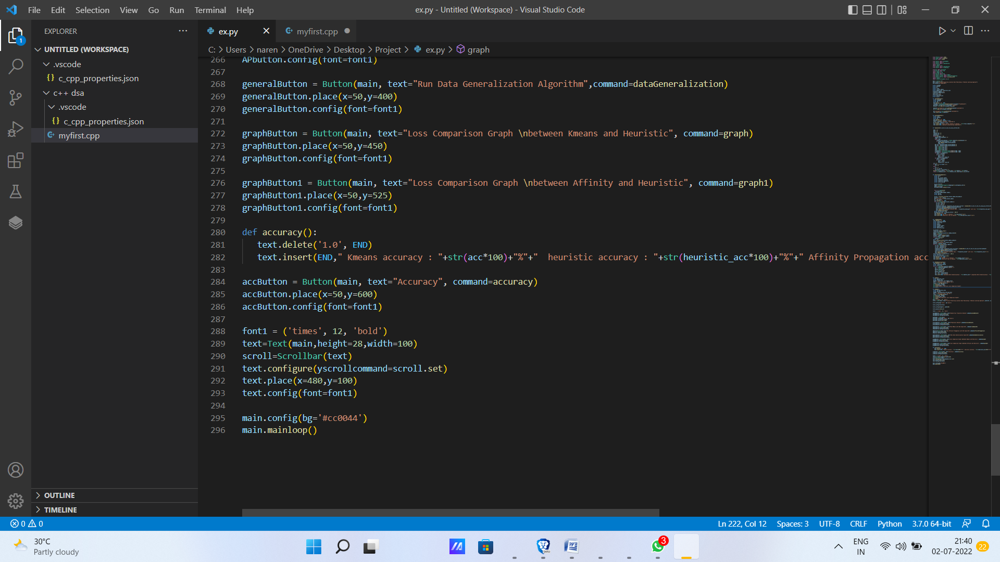 File Edit Selection View Go Run Terminal Help
ex.py - Untitled (Workspace) - Visual Studio Code
EXPLORER
UNTITLED (WORKSPACE)
.vscode
{} c_cpp_properties.json
c++ dsa
.vscode
{} c_cpp_properties.json
myfirst.cpp
OUTLINE
TIMELINE
1
ex.py
myfirst.cpp
C: > Users > naren > OneDrive > Desktop > Project > ex.py > graph
266 APbutton.config(font=font1)
267
268 generalButton = Button(main, text="Run Data Generalization Algorithm",command=dataGeneralization)
269 generalButton.place(x=50,y=400)
270 generalButton.config(font=font1)
271
272 graphButton = Button(main, text="Loss Comparison Graph \nbetween Kmeans and Heuristic", command=graph)
273 graphButton.place(x=50,y=450)
274 graphButton.config(font=font1)
275
276 graphButton1 = Button(main, text="Loss Comparison Graph \nbetween Affinity and Heuristic", command=graph1)
277 graphButton1.place(x=50,y=525)
278 graphButton1.config(font=font1)
279
280 def accuracy():
281 text.delete('1.0', END)
282 text.insert(END," Kmeans accuracy : "+str(acc*100)+"%"+"  heuristic accuracy : "+str(heuristic_acc*100)+"%"+" Affinity Propagation acc
283
284 accButton = Button(main, text="Accuracy", command=accuracy)
285 accButton.place(x=50,y=600)
286 accButton.config(font=font1)
287
288 font1 = ('times', 12, 'bold')
289 text=Text(main,height=28,width=100)
290 scroll=Scrollbar(text)
291 text.configure(yscrollcommand=scroll.set)
292 text.place(x=480,y=100)
293 text.config(font=font1)
294
295 main.config(bg='#cc0044')
296 main.mainloop()
0 0
Ln 222, Col 12 Spaces: 3 UTF-8 CRLF Python 3.7.0 64-bit
30°C
Partly cloudy
3
ENG
IN
21:40
02-07-2022
22